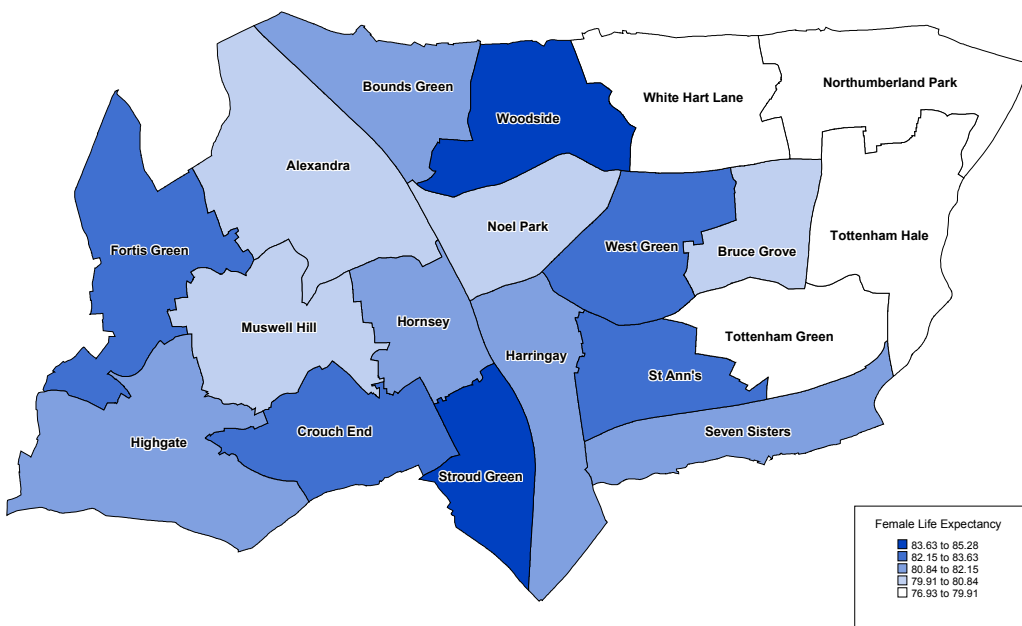 Bounds Green
White Hart Lane
Northumberland Park
Woodside
Alexandra
Noel Park
West Green
Bruce Grove
Tottenham Hale
Fortis Green
Muswell Hill
Hornsey
Harringay
Tottenham Green
St Ann's
Highgate
Crouch End
Seven Sisters
Stroud Green
Female Life Expectancy
83.63 to 85.28
82.15 to 83.63
80.84 to 82.15
79.91 to 80.84
76.93 to 79.91